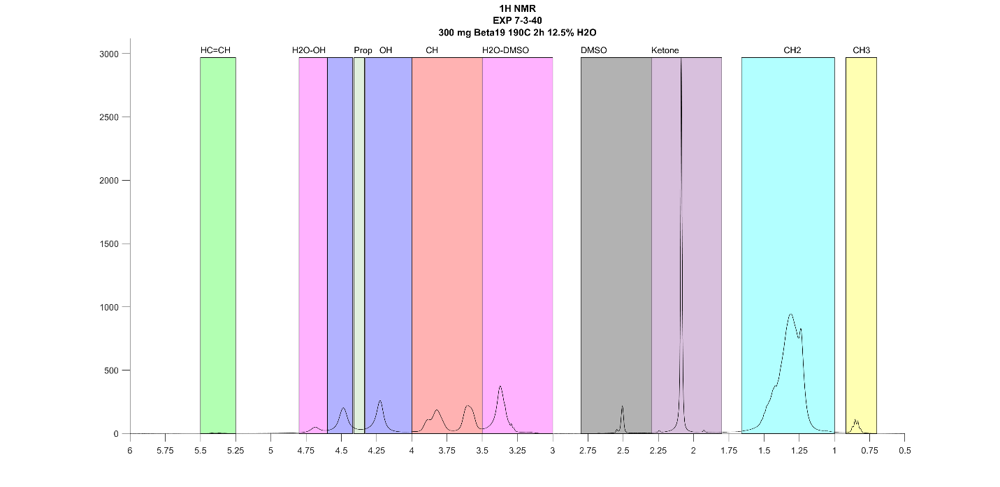 1H NMR
EXP 7-3-40
300 mg Beta19 190C 2h 12.5% H2O
HC=CH H2O-OH Prop OH CH H2O-DMSO DMSO Ketone CH2 CH3
3000
2500
2000
1500
1000
500
0
6 5.75 5.5 5.25 5 4.75 4.5 4.25 4 3.75 3.5 3.25 3 2.75 2.5 2.25 2 1.75 1.5 1.25 1 0.75 0.5